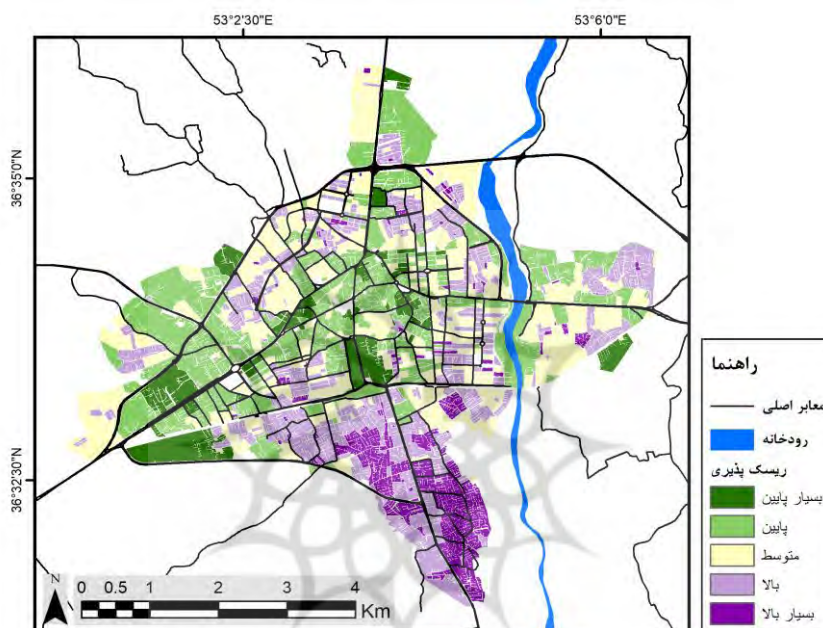 53°2'30"E
53°6'0"E
36°35'0"N
36°32'30"N
راهنما
معابر اصلی
رودخانه
ریسک پذیری
بسیار پایین
پایین
متوسط
بالا
بسیار بالا
N
0 0.5 1 2 3 4
Km